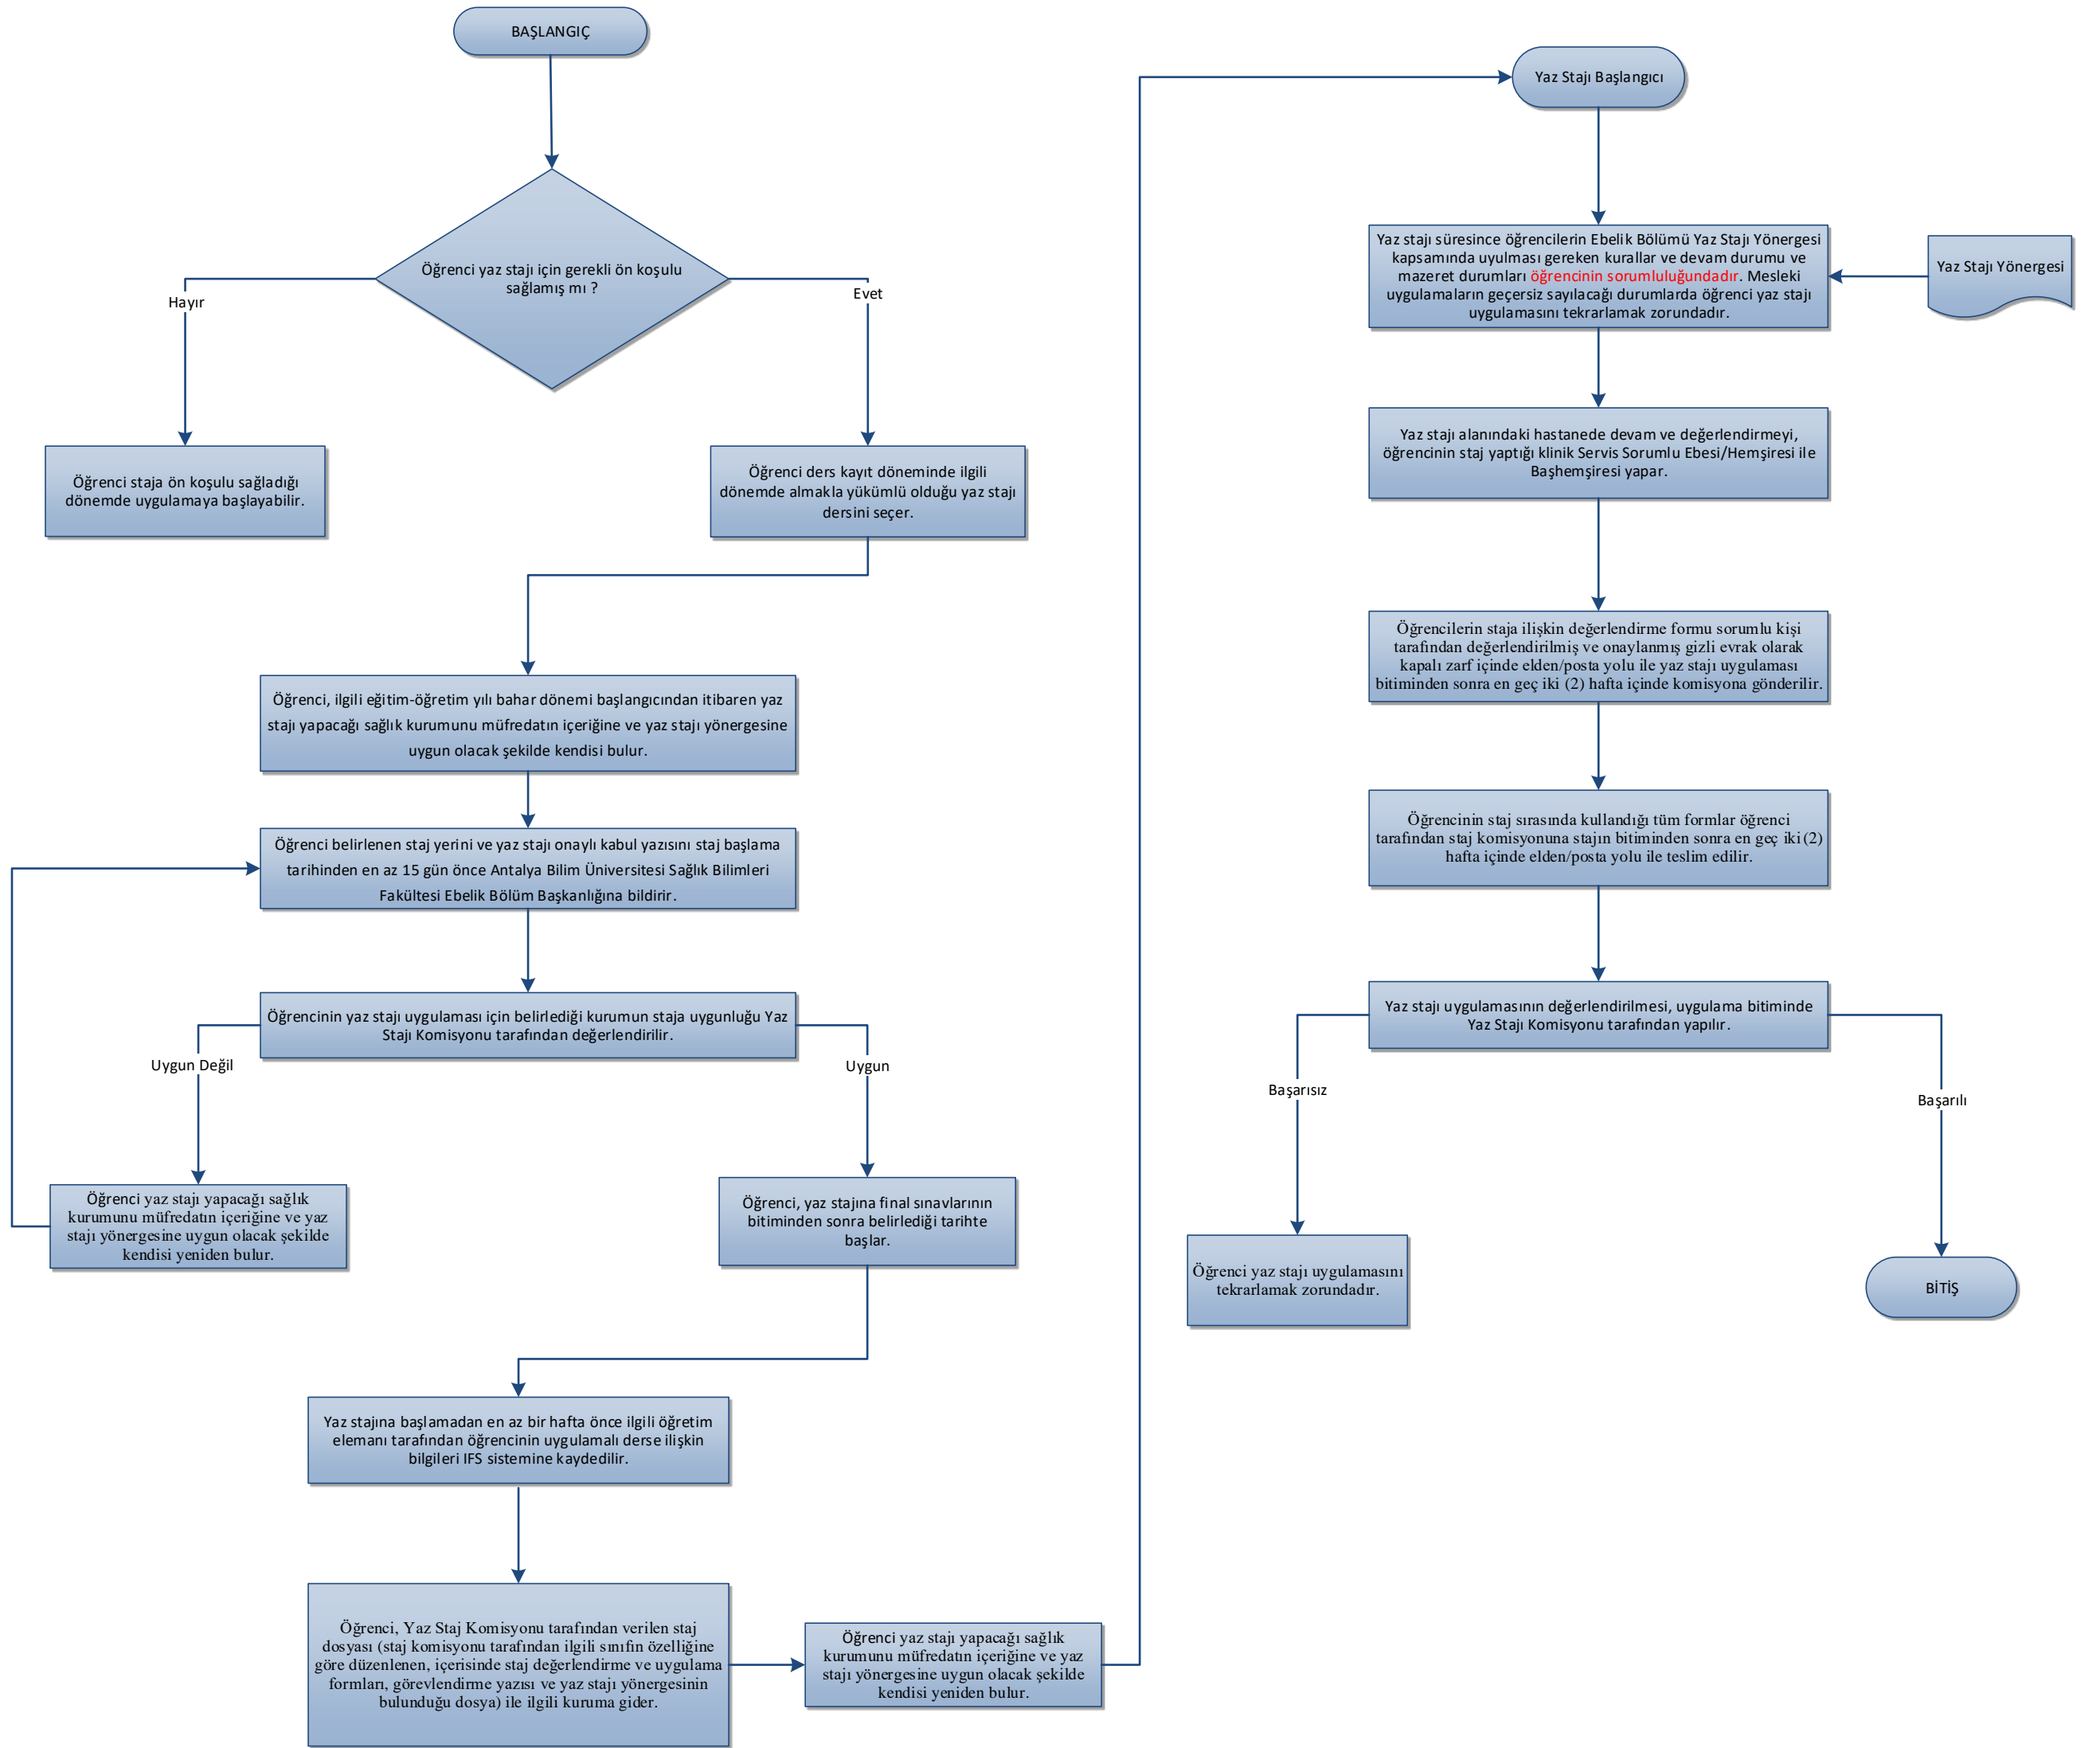 BAŞLANGIÇ
Öğrenci yaz stajı için gerekli ön koşulu
sağlamış mı ?
Hayır
Evet
Öğrenci staja ön koşulu sağladığı
dönemde uygulamaya başlayabilir.
Öğrenci ders kayıt döneminde ilgili
dönemde almakla yükümlü olduğu yaz stajı
dersini seçer.
Öğrenci, ilgili eğitim-öğretim yılı bahar dönemi başlangıcından itibaren yaz
stajı yapacağı sağlık kurumunu müfredatın içeriğine ve yaz stajı yönergesine
uygun olacak şekilde kendisi bulur.
Öğrenci belirlenen staj yerini ve yaz stajı onaylı kabul yazısını staj başlama
tarihinden en az 15 gün önce Antalya Bilim Üniversitesi Sağlık Bilimleri
Fakültesi Ebelik Bölüm Başkanlığına bildirir.
Öğrencinin yaz stajı uygulaması için belirlediği kurumun staja uygunluğu Yaz
Stajı Komisyonu tarafından değerlendirilir.
Uygun Değil
Uygun
Öğrenci yaz stajı yapacağı sağlık
kurumunu müfredatın içeriğine ve yaz
stajı yönergesine uygun olacak şekilde
kendisi yeniden bulur.
Öğrenci, yaz stajına final sınavlarının
bitiminden sonra belirlediği tarihte
başlar.
Yaz stajına başlamadan en az bir hafta önce ilgili öğretim
elemanı tarafından öğrencinin uygulamalı derse ilişkin
bilgileri IFS sistemine kaydedilir.
Öğrenci, Yaz Staj Komisyonu tarafından verilen staj
dosyası (staj komisyonu tarafından ilgili sınıfın özelliğine
göre düzenlenen, içerisinde staj değerlendirme ve uygulama
formları, görevlendirme yazısı ve yaz stajı yönergesinin
bulunduğu dosya) ile ilgili kuruma gider.
Öğrenci yaz stajı yapacağı sağlık
kurumunu müfredatın içeriğine ve yaz
stajı yönergesine uygun olacak şekilde
kendisi yeniden bulur.
Yaz Stajı Başlangıcı
Yaz stajı süresince öğrencilerin Ebelik Bölümü Yaz Stajı Yönergesi
kapsamında uyulması gereken kurallar ve devam durumu ve
mazeret durumları öğrencinin sorumluluğundadır. Mesleki
uygulamaların geçersiz sayılacağı durumlarda öğrenci yaz stajı
uygulamasını tekrarlamak zorundadır.
Yaz Stajı Yönergesi
Yaz stajı alanındaki hastanede devam ve değerlendirmeyi,
öğrencinin staj yaptığı klinik Servis Sorumlu Ebesi/Hemşiresi ile
Başhemşiresi yapar.
Öğrencilerin staja ilişkin değerlendirme formu sorumlu kişi
tarafından değerlendirilmiş ve onaylanmış gizli evrak olarak
kapalı zarf içinde elden/posta yolu ile yaz stajı uygulaması
bitiminden sonra en geç iki (2) hafta içinde komisyona gönderilir.
Öğrencinin staj sırasında kullandığı tüm formlar öğrenci
tarafından staj komisyonuna stajın bitiminden sonra en geç iki (2)
hafta içinde elden/posta yolu ile teslim edilir.
Yaz stajı uygulamasının değerlendirilmesi, uygulama bitiminde
Yaz Stajı Komisyonu tarafından yapılır.
Başarısız
Başarılı
Öğrenci yaz stajı uygulamasını
tekrarlamak zorundadır.
BİTİŞ